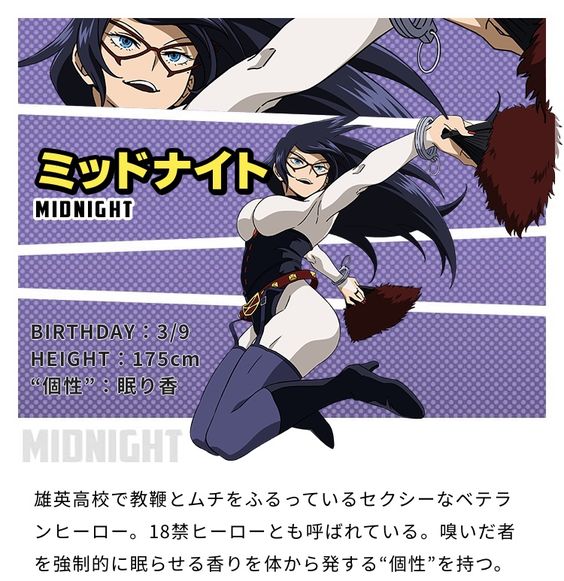 ミッドナイト
MIDNIGHT
BIRTHDAY：3/9
HEIGHT：175cm
“個性”：眠り香
MIDNIGHT
雄英高校で教鞭とムチをふるっているセクシーなベテラ
ンヒーロー。18禁ヒーローとも呼ばれている。嗅いだ者
を強制的に眠らせる香りを体から発する“個性”を持つ。